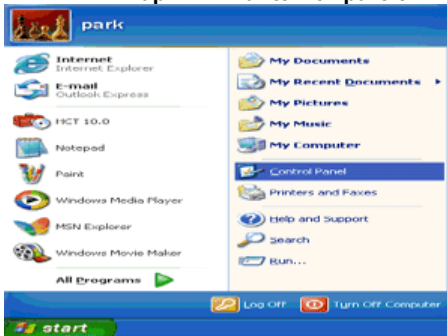 park
Internet
Internet Explorer
E-mail
Outlook Express
HCT 10.0
Notepad
Paint
Windows Media Player
MSN Explorer
Windows Movie Maker
All Programs
My Documents
My Recent Documents
My Pictures
My Music
My Computer
Control Panel
Printers and Faxes
Help and Support
Search
Run...
Log Off
Turn Off Computer
start